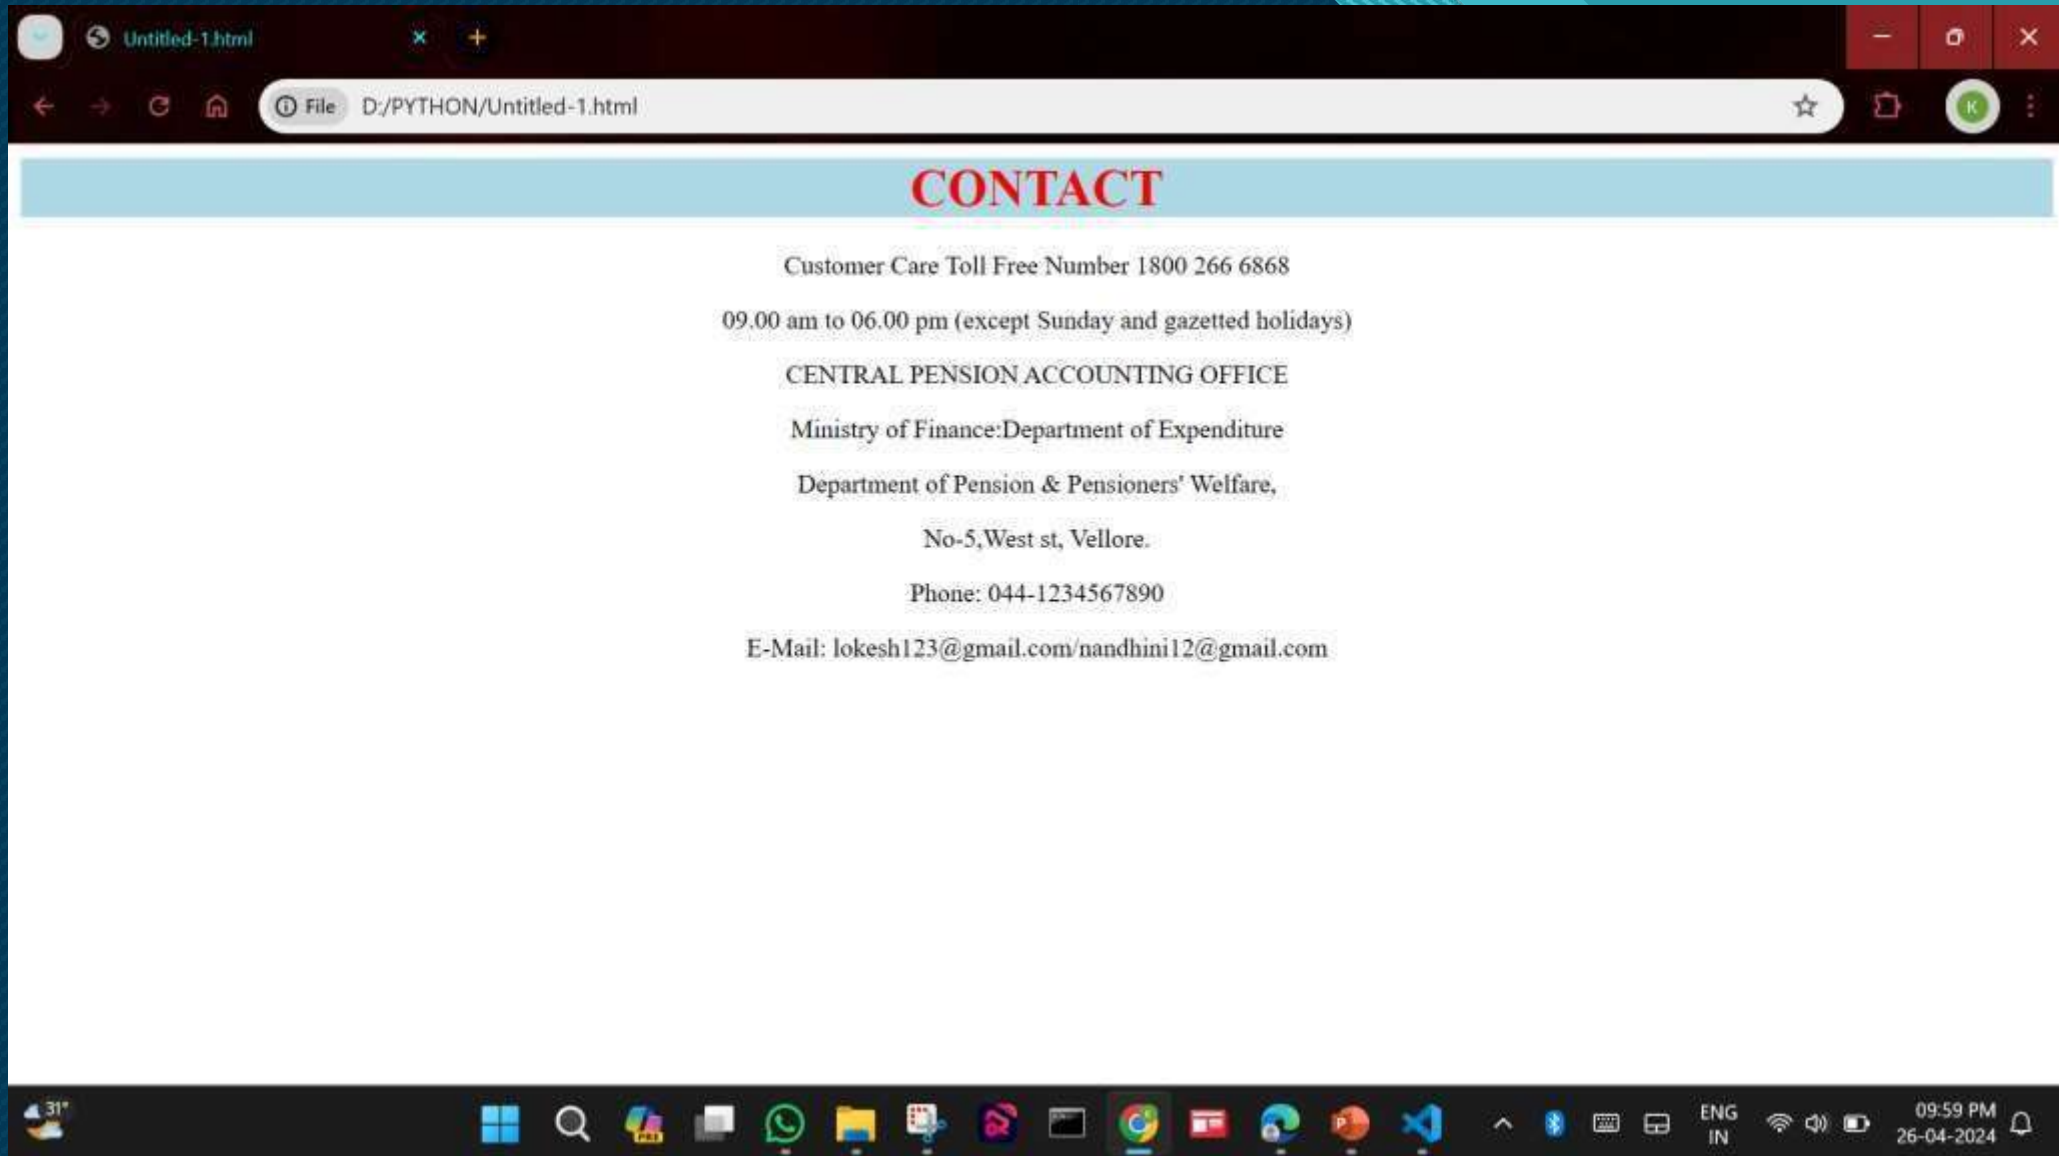 Untitled-1.html
File D:/PYTHON/Untitled-1.html
K
CONTACT
Customer Care Toll Free Number 1800 266 6868
09.00 am to 06.00 pm (except Sunday and gazetted holidays)
CENTRAL PENSION ACCOUNTING OFFICE
Ministry of Finance:Department of Expenditure
Department of Pension & Pensioners' Welfare,
No-5,West st, Vellore.
Phone: 044-1234567890
E-Mail: lokesh123@gmail.com/nandhini12@gmail.com
31°
PRE
P
ENG
IN
09:59 PM
26-04-2024